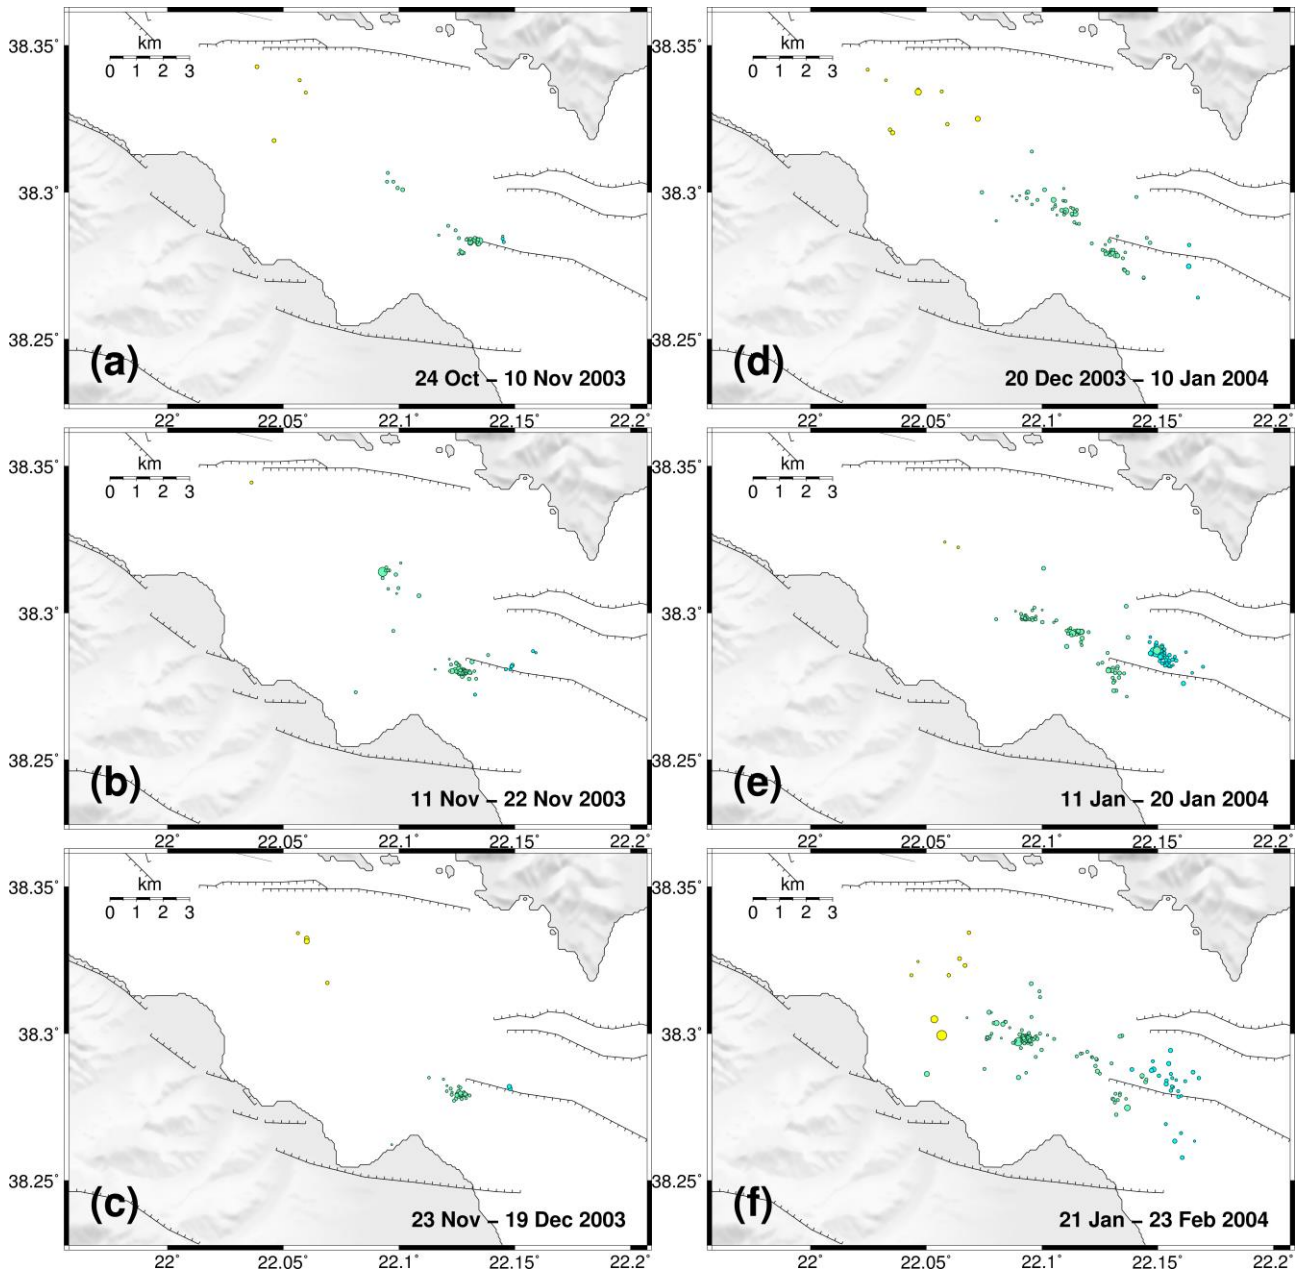 38.35°
km
0 1 2 3
38.3°
38.25°
(a)
24 Oct – 10 Nov 2003
22° 22.05° 22.1° 22.15° 22.2°
km
0 1 2 3
(d)
20 Dec 2003 – 10 Jan 2004
22° 22.05° 22.1° 22.15° 22.2°
38.35°
km
0 1 2 3
38.3°
38.25°
(b)
11 Nov – 22 Nov 2003
22° 22.05° 22.1° 22.15° 22.2°
38.35°
km
0 1 2 3
38.3°
38.25°
(e)
11 Jan – 20 Jan 2004
22° 22.05° 22.1° 22.15° 22.2°
38.35°
km
0 1 2 3
38.3°
38.25°
(c)
23 Nov – 19 Dec 2003
22° 22.05° 22.1° 22.15° 22.2°
38.35°
km
0 1 2 3
38.3°
38.25°
(f)
21 Jan – 23 Feb 2004
22° 22.05° 22.1° 22.15° 22.2°